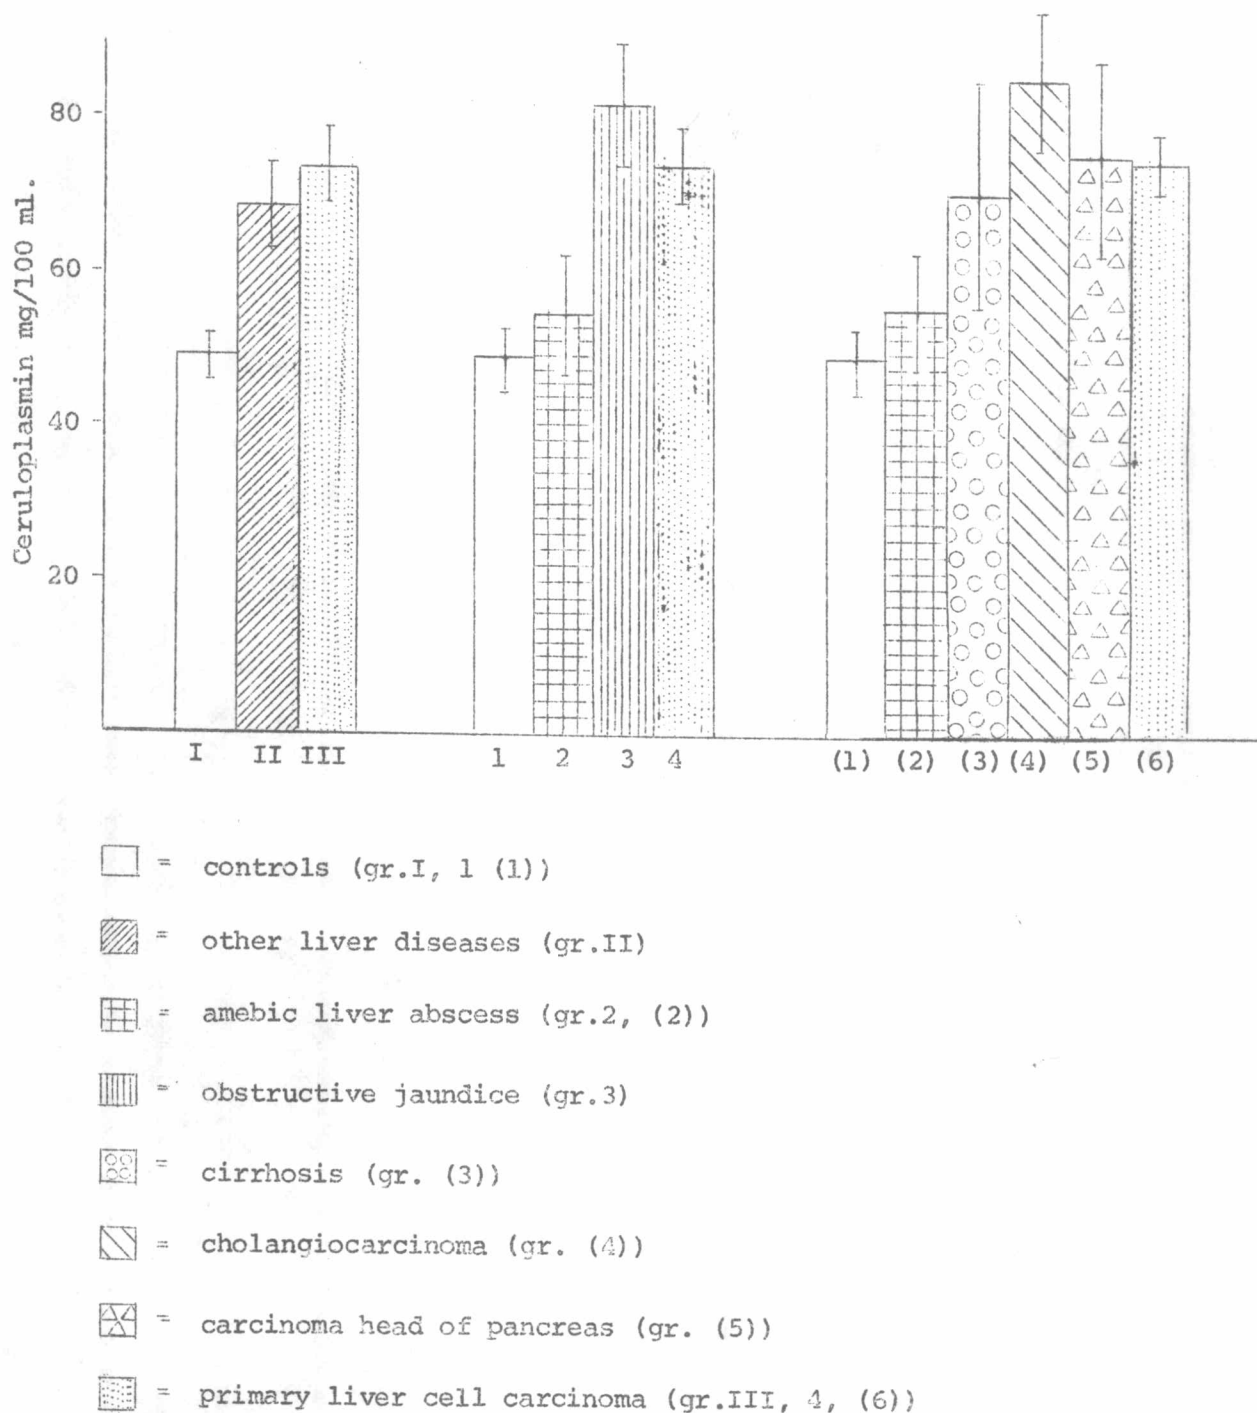 Ceruloplasmin mg/100 ml.
80
60
40
20
I II III 1 2 3 4 (1) (2) (3) (4) (5) (6)
= controls (gr.I, 1 (1))
= other liver diseases (gr.II)
= amebic liver abscess (gr.2, (2))
= obstructive jaundice (gr.3)
= cirrhosis (gr. (3))
= cholangiocarcinoma (gr. (4))
= carcinoma head of pancreas (gr. (5))
= primary liver cell carcinoma (gr.III, 4, (6))